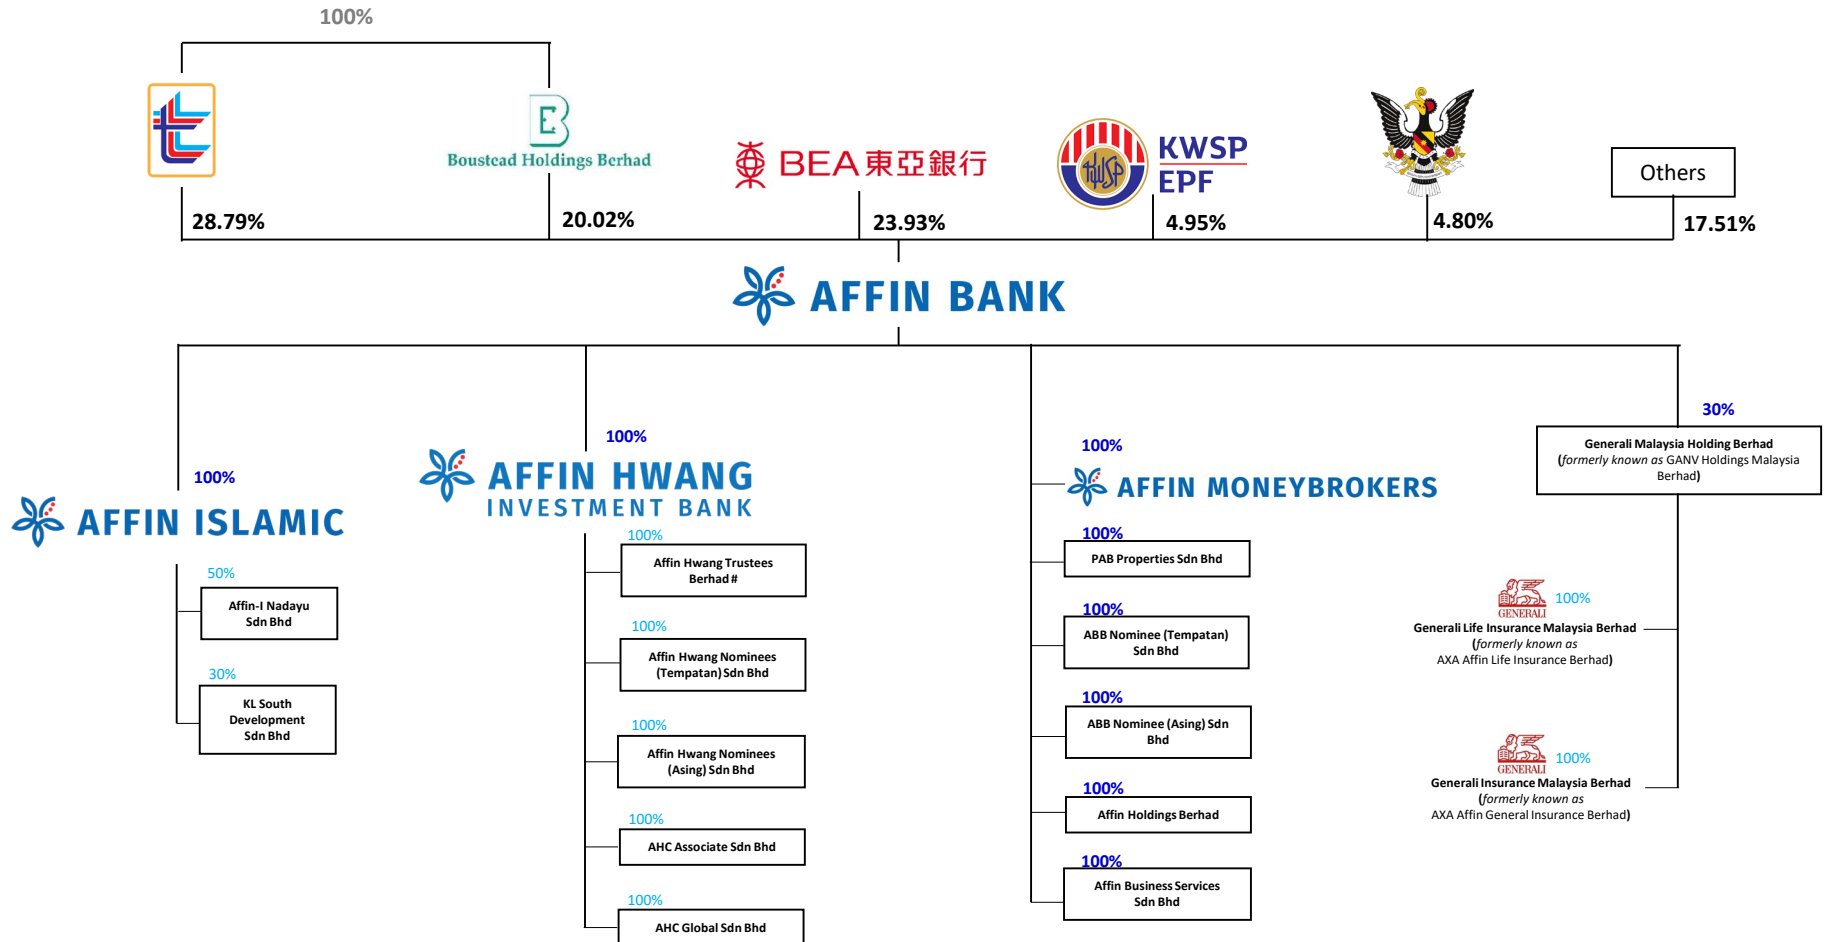 100%
Boustead Holdings Berhad
BEA東亞銀行
KWSP
EPF
Others
28.79%
20.02%
23.93%
4.95%
4.80%
17.51%
AFFIN BANK
100%
AFFIN ISLAMIC
50%
Affin-I Nadayu
Sdn Bhd
30%
KL South
Development
Sdn Bhd
100%
AFFIN HWANG
INVESTMENT BANK
100%
Affin Hwang Trustees
Berhad #
100%
Affin Hwang Nominees
(Tempatan) Sdn Bhd
100%
Affin Hwang Nominees
(Asing) Sdn Bhd
100%
AHC Associate Sdn Bhd
100%
AHC Global Sdn Bhd
100%
AFFIN MONEYBROKERS
100%
PAB Properties Sdn Bhd
100%
ABB Nominee (Tempatan)
Sdn Bhd
100%
ABB Nominee (Asing) Sdn
Bhd
100%
Affin Holdings Berhad
100%
Affin Business Services
Sdn Bhd
30%
Generali Malaysia Holding Berhad
(formerly known as GANV Holdings Malaysia
Berhad)
GENERALI
100%
Generali Life Insurance Malaysia Berhad
(formerly known as
AXA Affin Life Insurance Berhad)
GENERALI
100%
Generali Insurance Malaysia Berhad
(formerly known as
AXA Affin General Insurance Berhad)